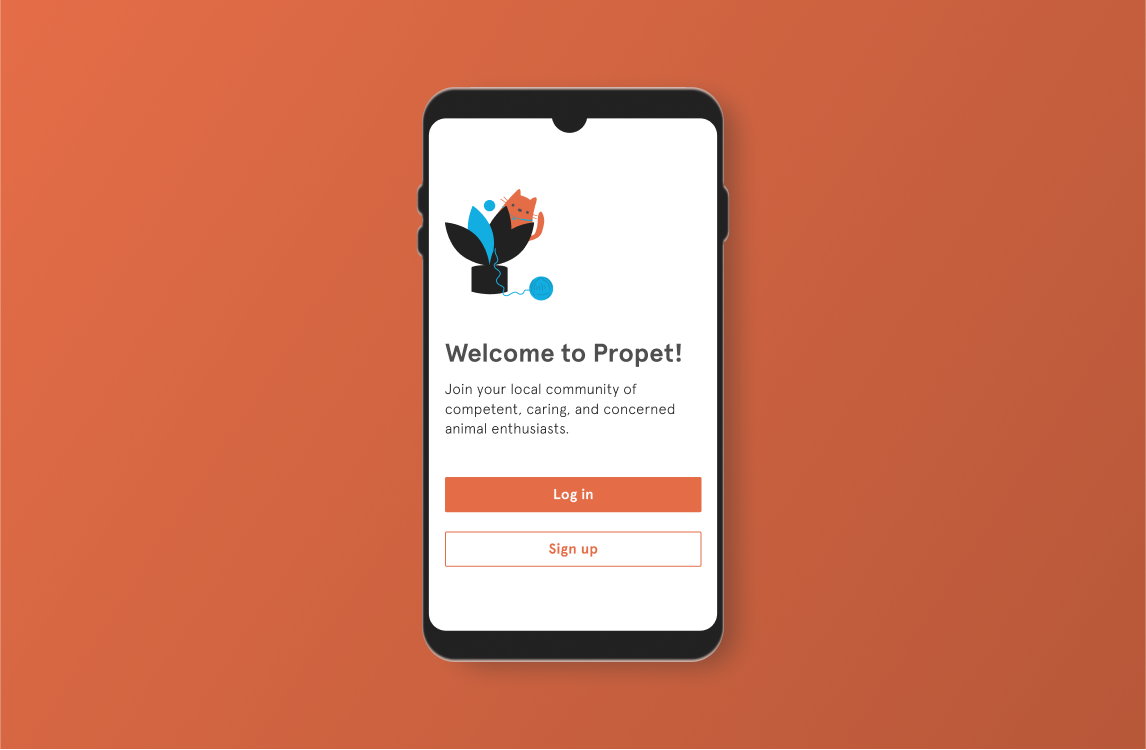 Welcome to Propet!
Join your local community of
competent, caring, and concerned
animal enthusiasts.
Log in
Sign up